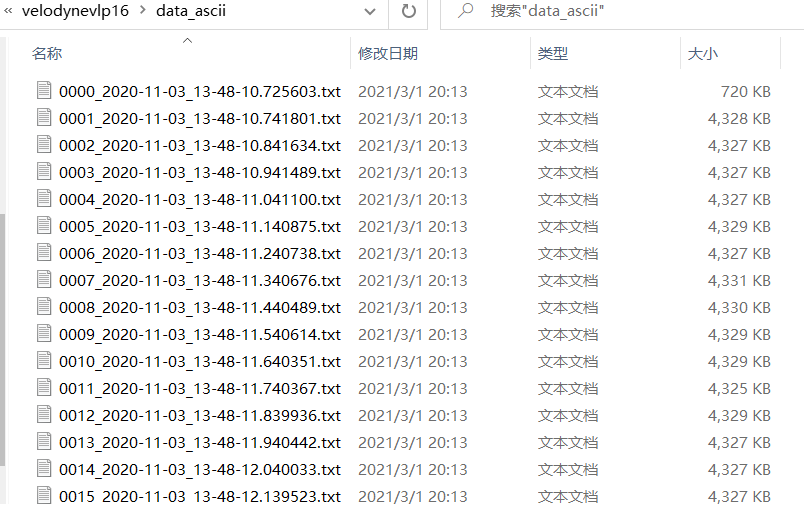 « velodynevlp16 > data_ascii 搜索"data_ascii"
名称 修改日期 类型 大小
0000_2020-11-03_13-48-10.725603.txt 2021/3/1 20:13 文本文档 720 KB
0001_2020-11-03_13-48-10.741801.txt 2021/3/1 20:13 文本文档 4,328 KB
0002_2020-11-03_13-48-10.841634.txt 2021/3/1 20:13 文本文档 4,327 KB
0003_2020-11-03_13-48-10.941489.txt 2021/3/1 20:13 文本文档 4,327 KB
0004_2020-11-03_13-48-11.041100.txt 2021/3/1 20:13 文本文档 4,327 KB
0005_2020-11-03_13-48-11.140875.txt 2021/3/1 20:13 文本文档 4,329 KB
0006_2020-11-03_13-48-11.240738.txt 2021/3/1 20:13 文本文档 4,327 KB
0007_2020-11-03_13-48-11.340676.txt 2021/3/1 20:13 文本文档 4,331 KB
0008_2020-11-03_13-48-11.440489.txt 2021/3/1 20:13 文本文档 4,330 KB
0009_2020-11-03_13-48-11.540614.txt 2021/3/1 20:13 文本文档 4,329 KB
0010_2020-11-03_13-48-11.640351.txt 2021/3/1 20:13 文本文档 4,329 KB
0011_2020-11-03_13-48-11.740367.txt 2021/3/1 20:13 文本文档 4,325 KB
0012_2020-11-03_13-48-11.839936.txt 2021/3/1 20:13 文本文档 4,329 KB
0013_2020-11-03_13-48-11.940442.txt 2021/3/1 20:13 文本文档 4,327 KB
0014_2020-11-03_13-48-12.040033.txt 2021/3/1 20:13 文本文档 4,327 KB
0015_2020-11-03_13-48-12.139523.txt 2021/3/1 20:13 文本文档 4,327 KB